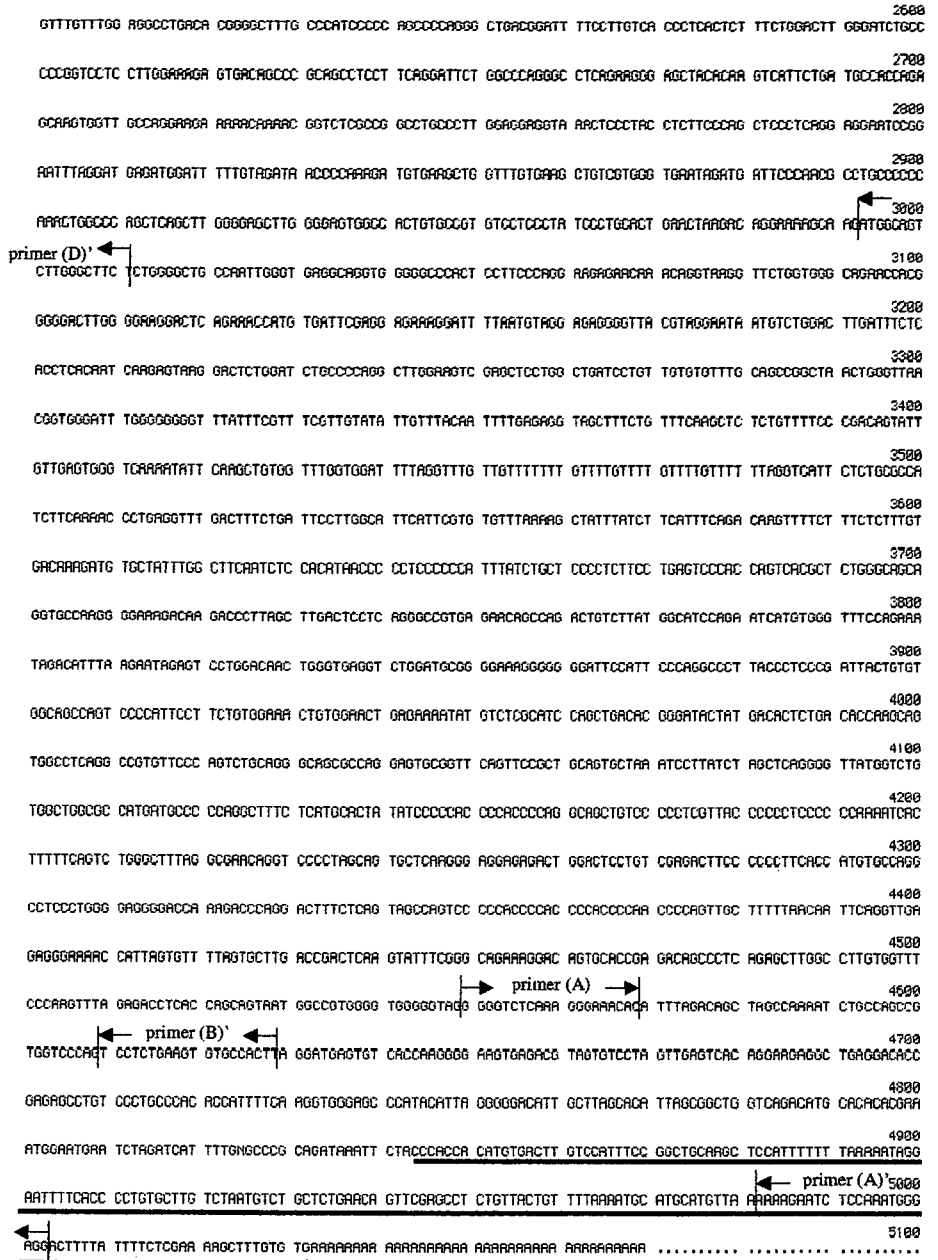 2600
GTTTGTTTGG AGGCCTGACA CGGGGCTTTG CCCATCCCCC AGCCCCAGGG CTGACGGATT TCCTTGTCA CCCTCACTCT TTCTGGACTT GGGATCTGCC
2700
CCCGGTCCTC CTTGGAAAGA GTGACAGCCC GCAGCCTCCT TCAGGATTCT GGCCCAGGGC CTCAGAAGGG AGCTACACAA GTCATTCTGA TGCCACCAGA
2800
GCAAGTGGTT GCCAGGAAGA AAAACAAAAC GGTCTCGCCG GCCTGCCCTT GGAGGAGGTA AACTCCCTAC CTCTTCCCAG CTCCCTCAGG AGGAATCCGG
2900
AATTTAGGAT GAGATGGATT TTTGTAGATA ACCCCAAAGA TGTGAAGCTG GTTTGTGAAG CTGTCGTGGG TGAATAGATG ATTCCCAACG CCTGCCCCCC
3000
AAACTGGCCC AGCTCAGCTT GGGGAGCTTG GGGAGTGGCC ACTGTGCCGT GTCCTCCCTA TCCCTGCACT GAACTAAGAC AGGAAAAGCA AGATGGCAGT
primer (D)'
3100
CTTGGGCTTC TCTGGGGCTG CCAATTGGGT GAGGCAGGTG GGGGCCCACT CCTTCCCAGG AAGAGAACAA ACAGGTAAGG TTCTGGTGGG CAGAACCACG
3200
GGGGACTTGG GGAAGGACTC AGAAACCATG TGATTCGAGG AGAAAGGATT TTAATGTAGG AGAGGGGTTA CGTAGGAATA ATGTCTGGAC TTGATTTCTC
3300
ACCTCACAAT CAAGAGTAAG GACTCTGGAT CTGCCCCAGG CTTGGAAGTC GAGCTCCTGG CTGATCCTGT TGTGTGTTTG CAGCCGGCTA ACTGGGTTAA
3400
CGGTGGGATT TGGGGGGGGT TTATTTCGTT TCGTTGTATA TTGTTTACAA TTTTGAGAGG TAGCTTTCTG TTTCAAGCTC TCTGTTTTCC CGACAGTATT
3500
GTTGAGTGGG TCAAAATATT CAAGCTGTGG TTTGGTGGAT TTTAGGTTTG TTGTTTTTTT GTTTTGTTTT GTTTTGTTTT TTAGGTCATT CTCTGCGCCA
3600
TCTTCAAAAC CCTGAGGTTT GACTTTCTGA TTCCTTGGCA TTCATTCGTG TGTTTAAAAG CTATTTATCT TCATTTCAGA CAAGTTTTCT TTCTCTTTGT
3700
GACAAAGATG TGCTATTTGG CTTCAATCTC CACATAACCC CCTCCCCCCA TTTATCTGCT CCCCTCTTCC TGAGTCCCAC CAGTCACGCT CTGGGCAGCA
3800
GGTGCCAAGG GGAAAGACAA GACCCTTAGC TTGACTCCTC AGGGCCGTGA GAACAGCCAG ACTGTCTTAT GGCATCCAGA ATCATGTGGG TTTCCAGAAA
3900
TAGACATTTA AGAATAGAGT CCTGGACAAC TGGGTGAGGT CTGGATGCGG GGAAAGGGGG GGATTCCATT CCCAGGCCCT TACCCTCCCG ATTACTGTGT
4000
GGCAGCCAGT CCCCATTCCT TCTGTGGAAA CTGTGGAACT GAGAAAATAT GTCTCGCATC CAGCTGACAC GGGATACTAT GACACTCTGA CACCAAGCAG
4100
TGGCCTCAGG CCGTGTTCCC AGTCTGCAGG GCAGCGCCAG GAGTGCGGTT CAGTTCCGCT GCAGTGCTAA ATCCTTATCT AGCTCAGGGG TTATGGTCTG
4200
TGGCTGGCGC CATGATGCCC CCAGGCTTTC TCATGCACTA TATCCCCCAC CCCACCCCAG GCAGCTGTCC CCCTCGTTAC CCCCCTCCCC CCAAAATCAC
4300
TTTTTCAGTC TGGGCTTTAG GCGAACAGGT CCCCTAGCAG TGCTCAAGGG AGGAGAGACT GGACTCCTGT CGAGACTTCC CCCCTTCACC ATGTGCCAGG
4400
CCTCCCTGGG GAGGGGACCA AAGACCCAGG ACTTTCTCAG TAGCCAGTCC CCCACCCCAC CCCACCCCAA CCCCAGTTGC TTTTTAACAA TTCAGGTTGA
4500
GAGGGAAAAC CATTAGTGTT TTAGTGCTTG ACCGACTCAA GTATTTCGGG CAGAAAGGAC AGTGCACCGA GACAGCCCTC AGAGCTTGGC CTTGTGGTTT
primer (A)
4600
CCCAAGTTTA GAGACCTCAC CAGCAGTAAT GGCCGTGGGG TGGGGGTAGG GGGTCTCAAA GGGAAACACA TTTAGACAGC TAGCCAAAAT CTGCCAGCCG
primer (B)'
4700
TGGTCCCAGT CCTCTGAAGT GTGCCACTTA GGATGAGTGT CACCAAGGGG AAGTGAGACG TAGTGTCCTA GTTGAGTCAC AGGAAGAGGC TGAGGACACC
4800
GAGAGCCTGT CCCTGCCCAC ACCATTTTCA AGGTGGGAGC CCATACATTA GGGGGACATT GCTTAGCACA TTAGCGGCTG GTCAGACATG CACACACGAA
4900
ATGGAATGAA TCTAGATCAT TTTGNGCCCG CAGATAAATT CTACCCACCA CATGTGACTT GTCCATTTCC GGCTGCAAGC TCCATTTTTT TAAAAATAGG
primer (A)' 5000
AATTTTCACC CCTGTGCTTG TCTAATGTCT GCTCTGAACA GTTCGAGCCT CTGTTACTGT TTTAAAATGC ATGCATGTTA AAAAAGAATC TCCAAATGGG
5100
AGGACTTTTA TTTTCTCGAA AAGCTTTGTG TGAAAAAAAA AAAAAAAAAA AAAAAAAAAA AAAAAAAAAA .......... .......... ..........